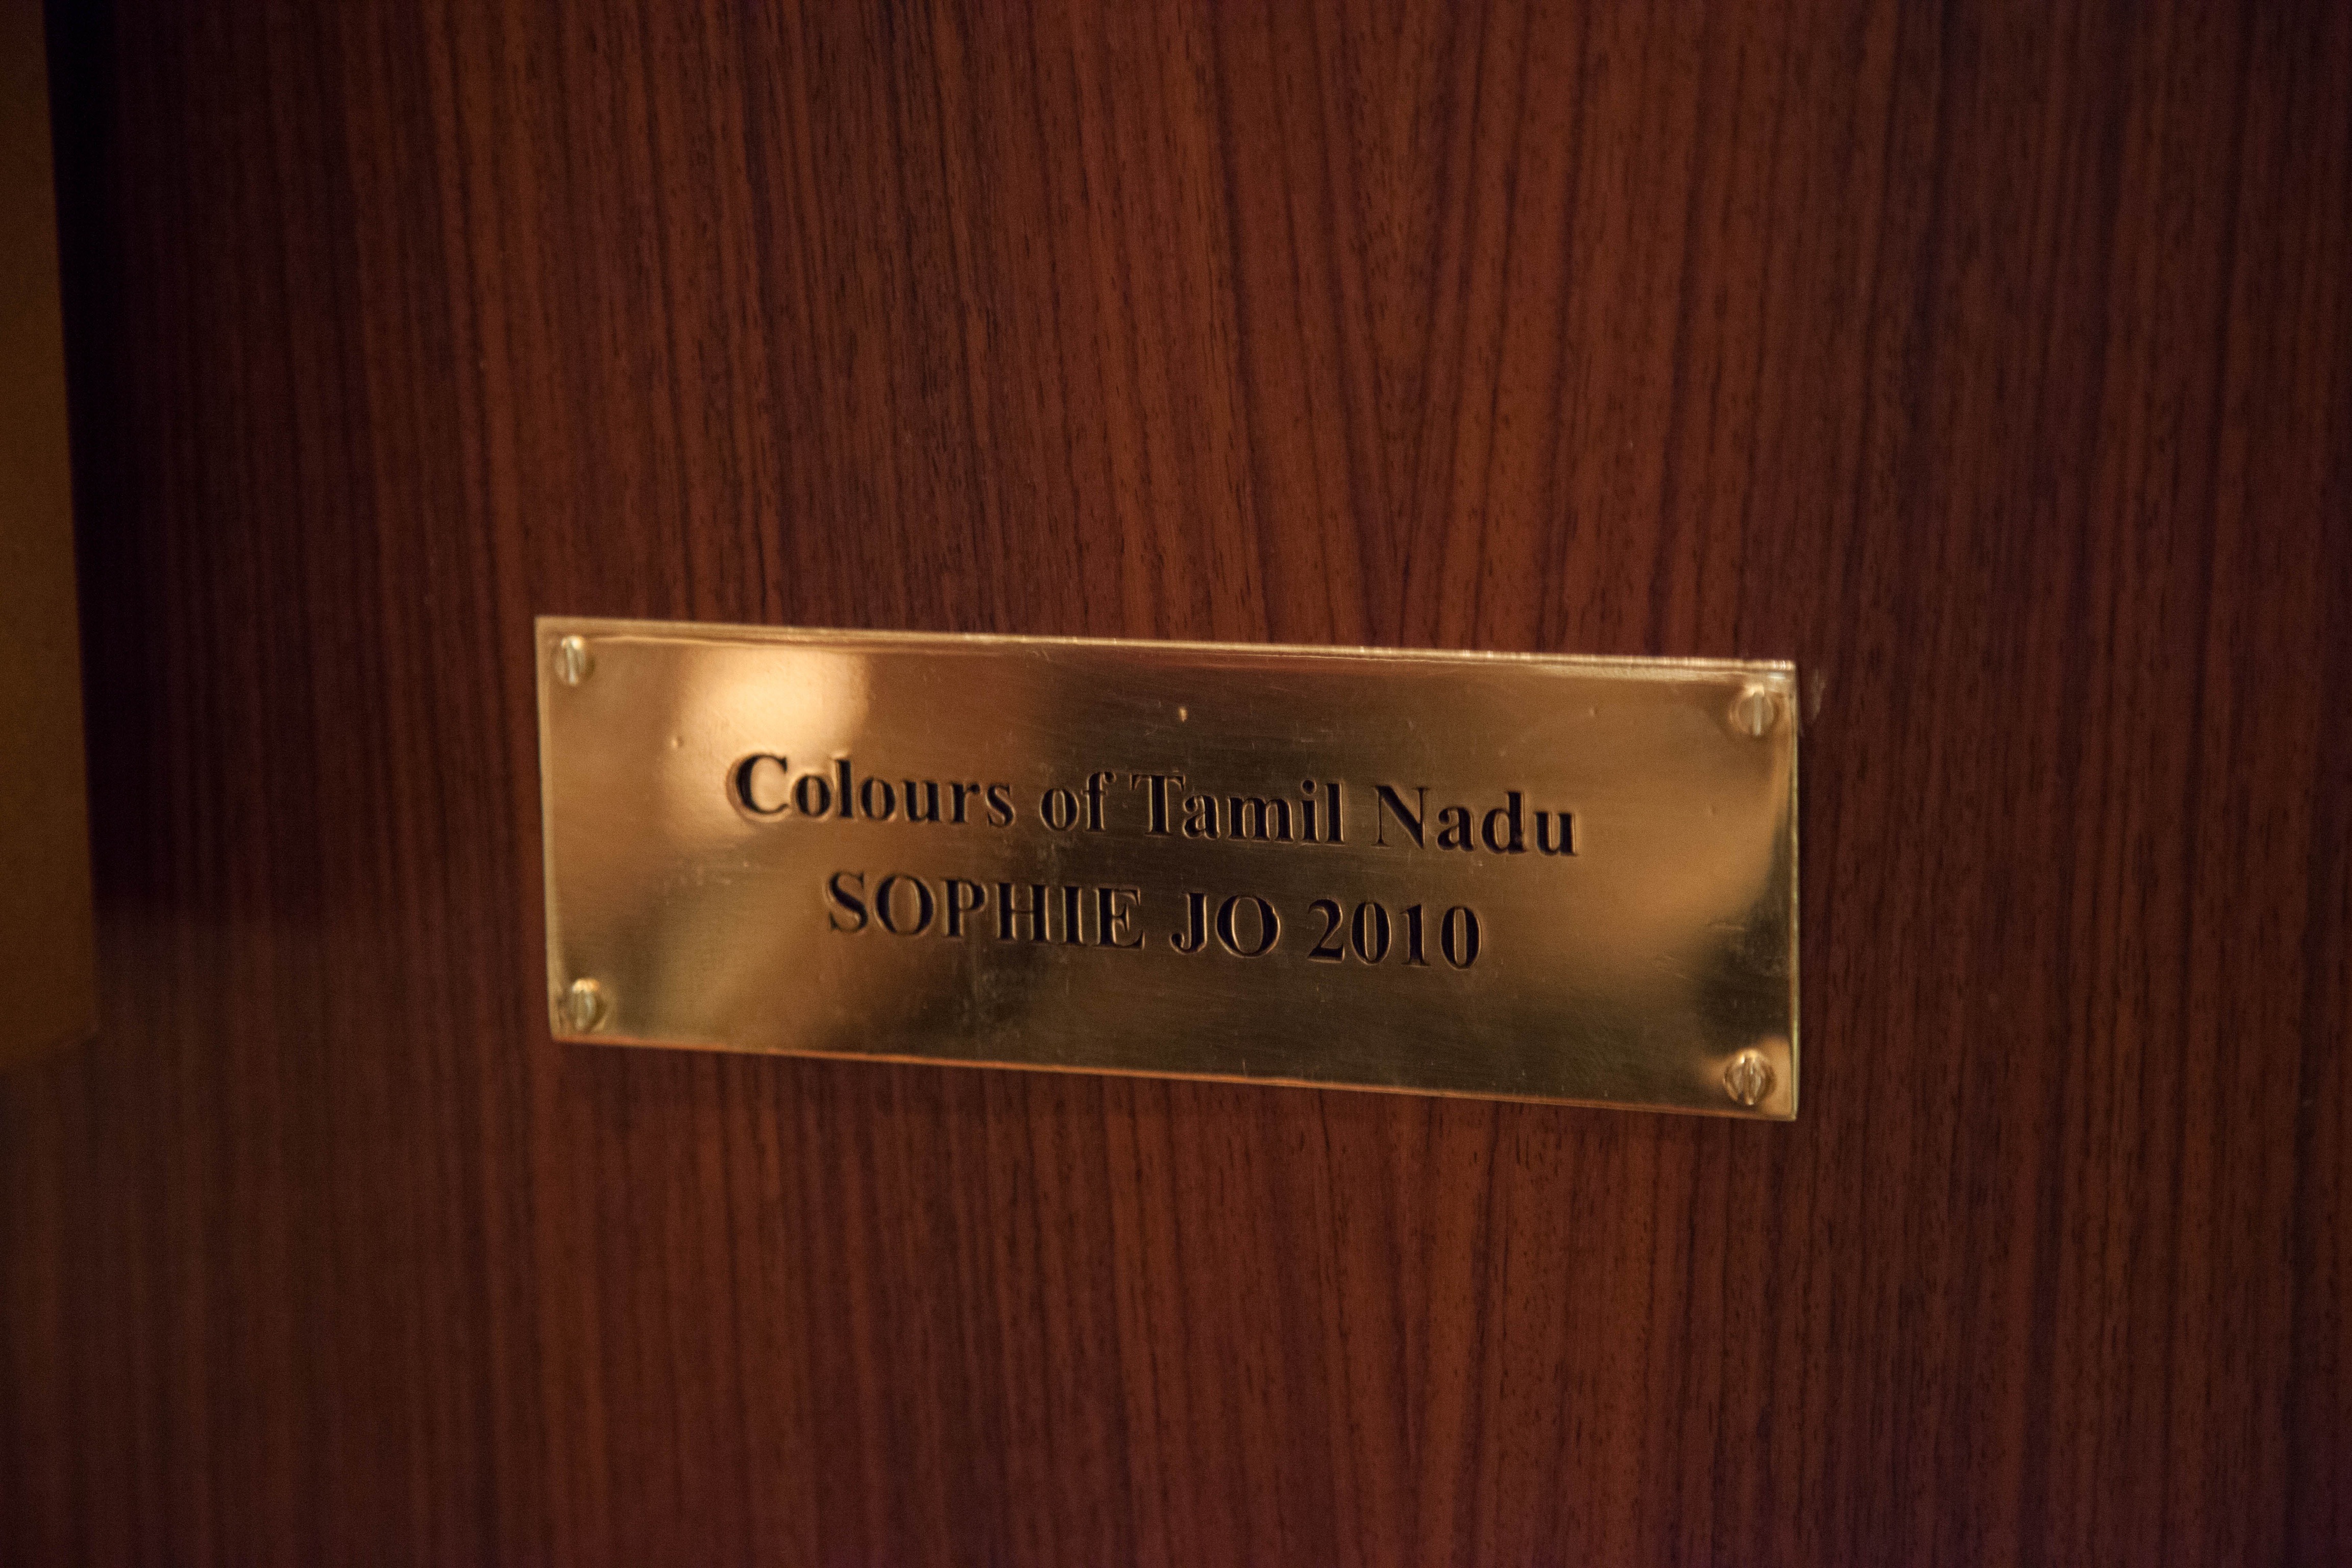 Colours of Tamil Nadu
SOPHIE JO 2010